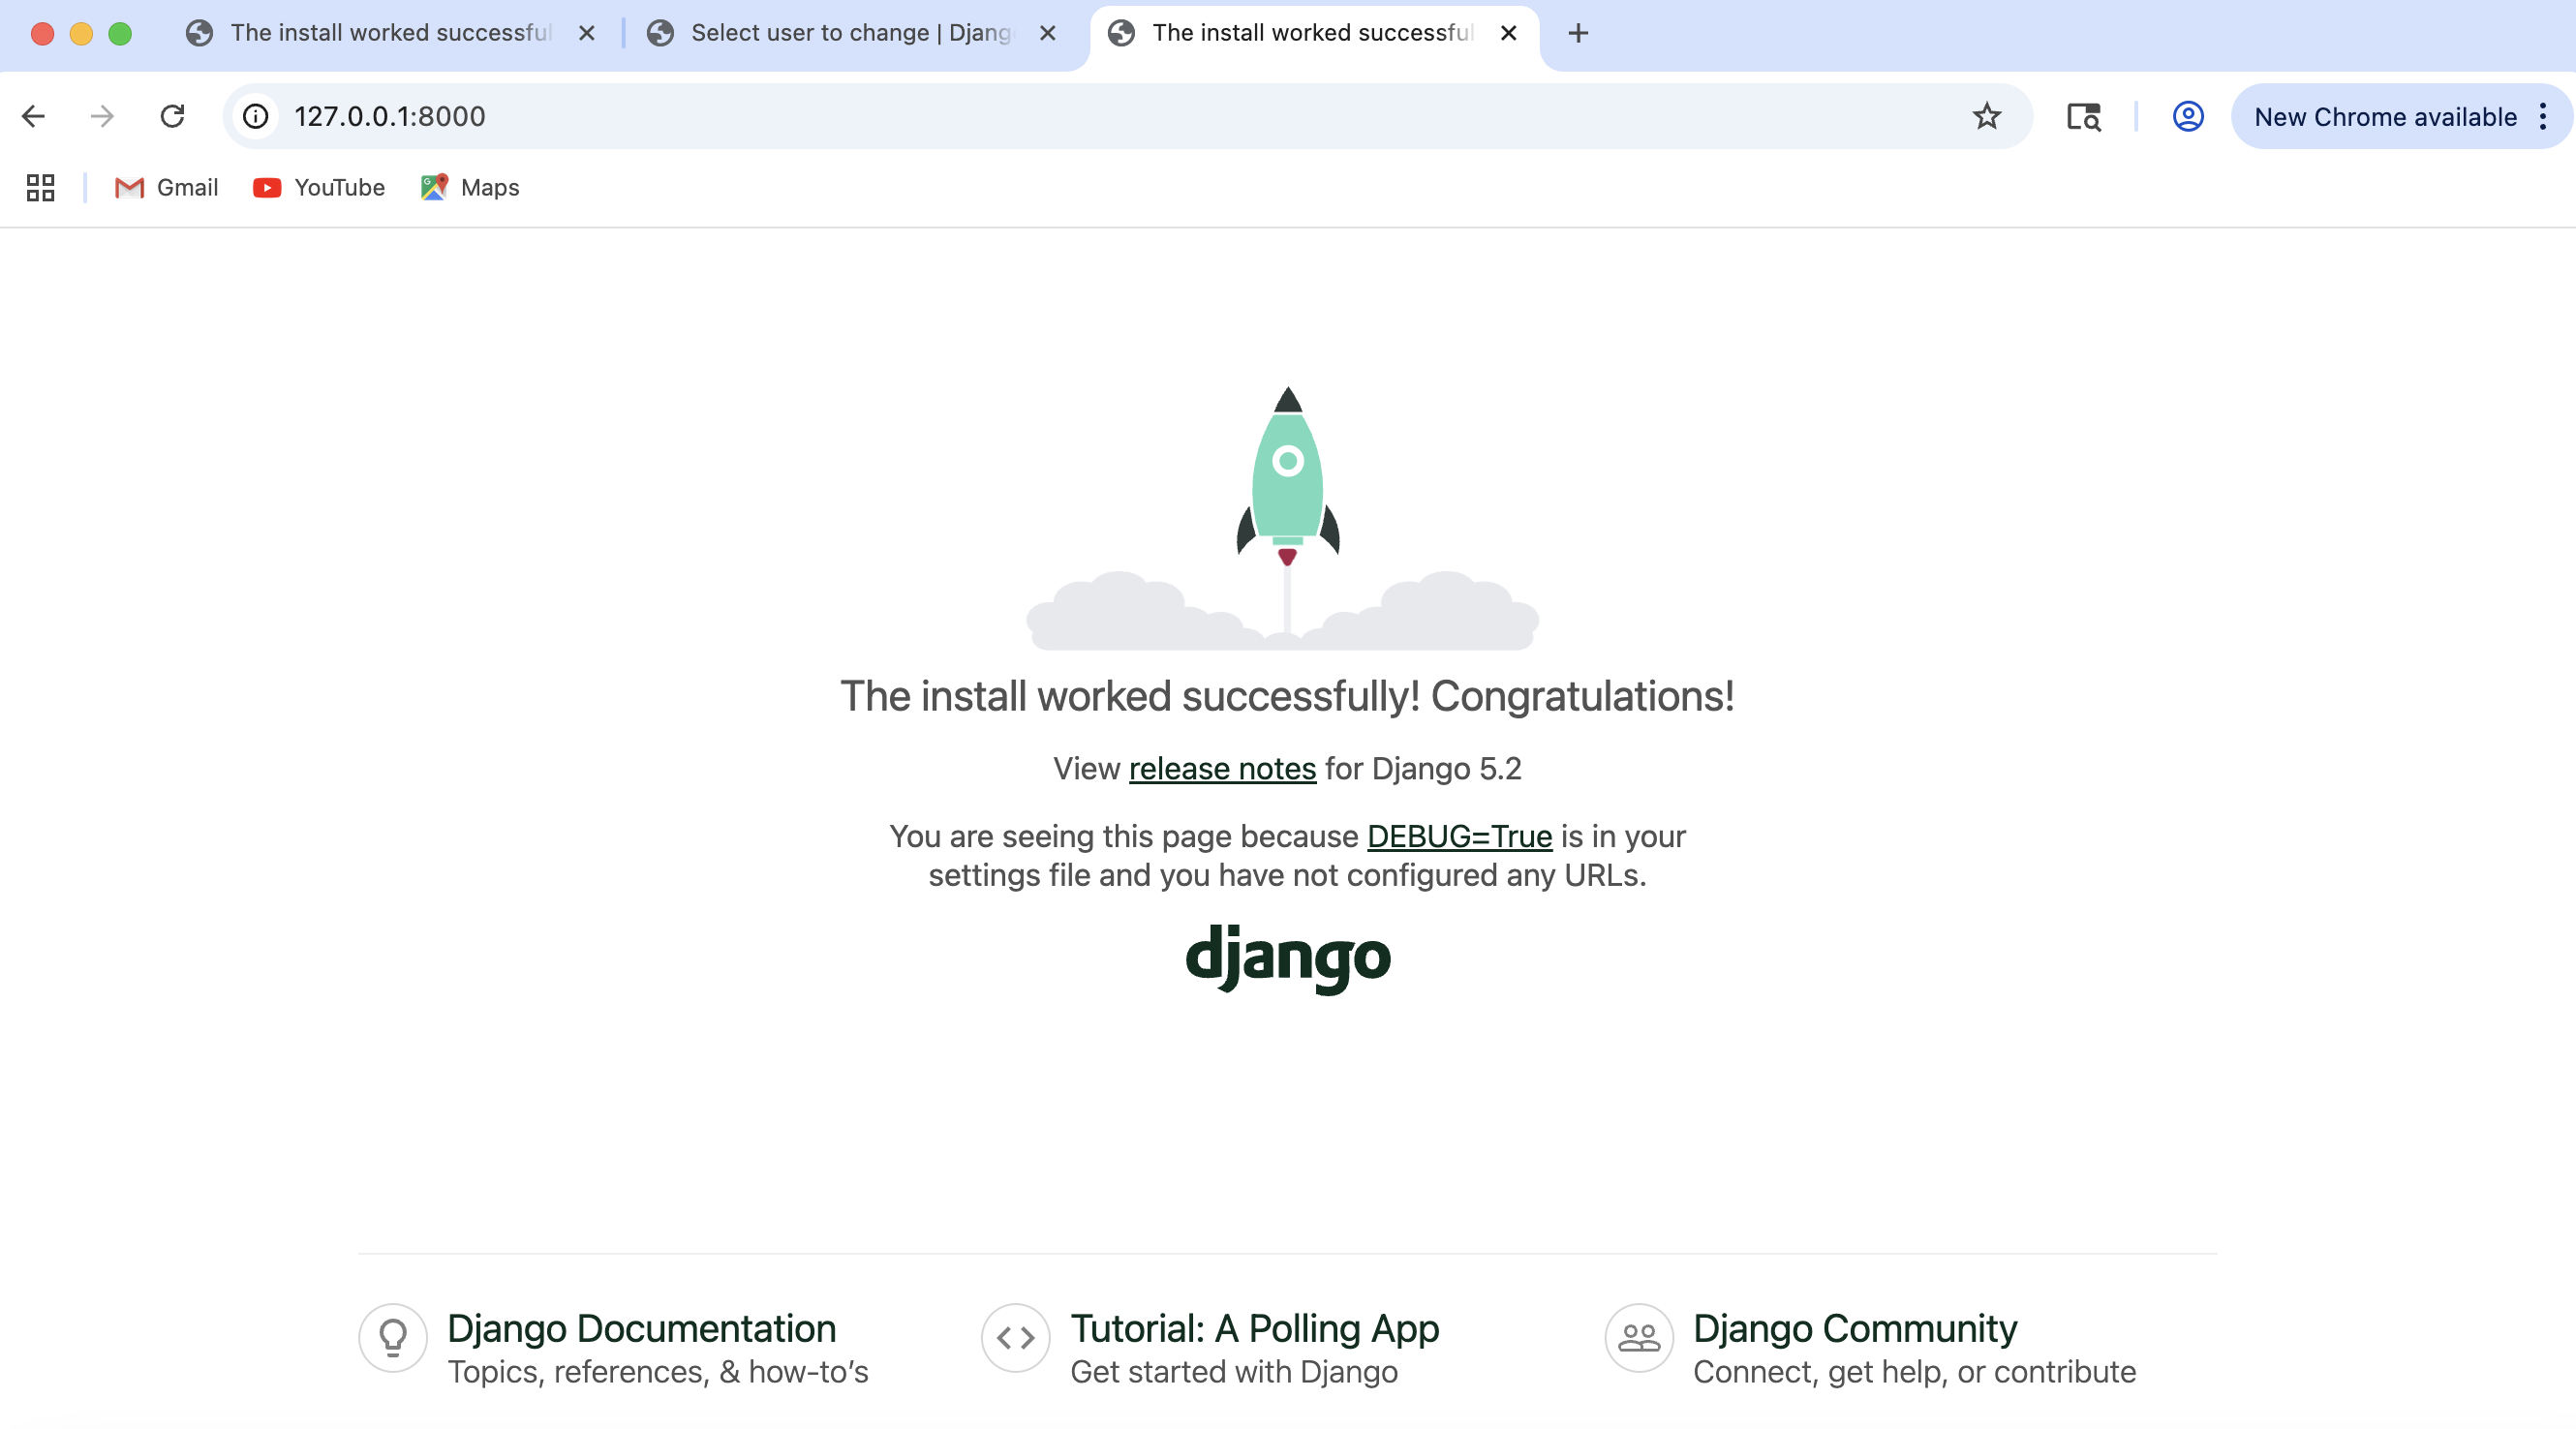 The install worked successful
Select user to change | Djang
The install worked successful
127.0.0.1:8000
New Chrome available
Gmail
YouTube
Maps
The install worked successfully! Congratulations!
View release notes for Django 5.2
You are seeing this page because DEBUG=True is in your
settings file and you have not configured any URLs.
django
Django Documentation
Topics, references, & how-to’s
Tutorial: A Polling App
Get started with Django
Django Community
Connect, get help, or contribute